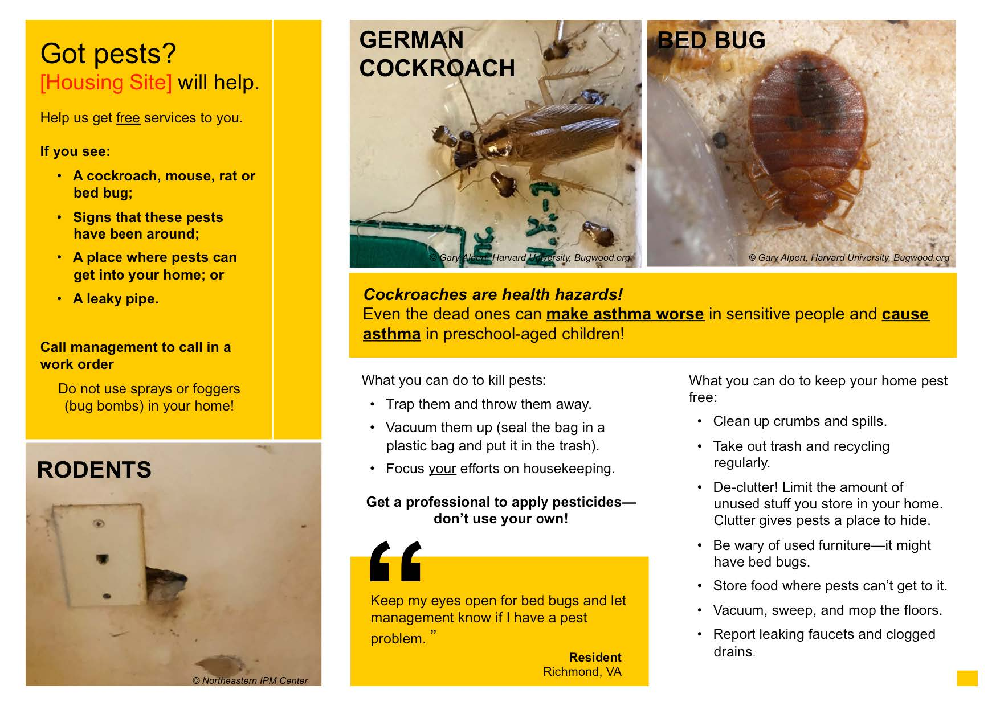 Got pests?
[Housing Site] will help.
Help us get free services to you.
If you see:
• A cockroach, mouse, rat or
bed bug;
• Signs that these pests
have been around;
• A place where pests can
get into your home; or
• A leaky pipe.
Call management to call in a
work order
Do not use sprays or foggers
(bug bombs) in your home!
RODENTS
© Northeastern IPM Center
GERMAN
COCKROACH
Inc.
N.Y.-J
© Gary Alpert, Harvard University, Bugwood.org
BED BUG
© Gary Alpert, Harvard University, Bugwood.org
Cockroaches are health hazards!
Even the dead ones can make asthma worse in sensitive people and cause
asthma in preschool-aged children!
What you can do to kill pests:
• Trap them and throw them away.
• Vacuum them up (seal the bag in a
plastic bag and put it in the trash).
• Focus your efforts on housekeeping.
Get a professional to apply pesticides—
don’t use your own!
“
Keep my eyes open for bed bugs and let
management know if I have a pest
problem. ”
Resident
Richmond, VA
What you can do to keep your home pest
free:
• Clean up crumbs and spills.
• Take out trash and recycling
regularly.
• De-clutter! Limit the amount of
unused stuff you store in your home.
Clutter gives pests a place to hide.
• Be wary of used furniture—it might
have bed bugs.
• Store food where pests can’t get to it.
• Vacuum, sweep, and mop the floors.
• Report leaking faucets and clogged
drains.